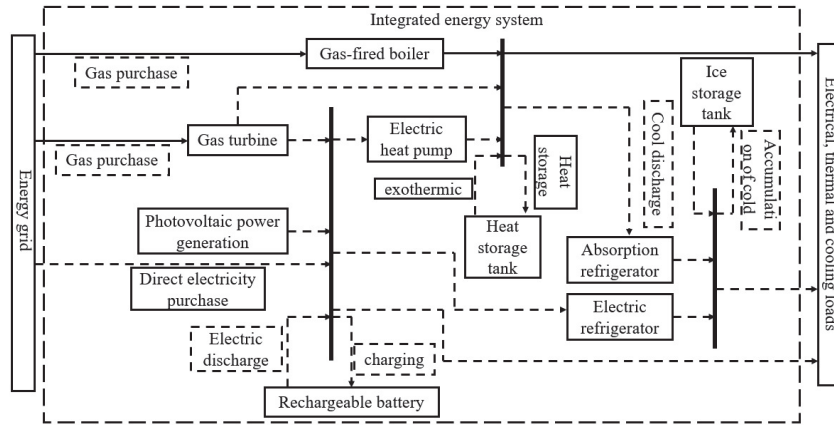 Integrated energy system
Gas-fired boiler
Gas purchase
Ice
storage
tank
Gas turbine
Electric
heat pump
Gas purchase
exothermic
Heat
storage
Cool discharge
Accumulati
on of cold
Energy grid
Electrical, thermal and cooling loads
Photovoltaic power
generation
Heat
storage
tank
Absorption
refrigerator
Direct electricity
purchase
Electric
refrigerator
Electric
discharge
charging
Rechargeable battery